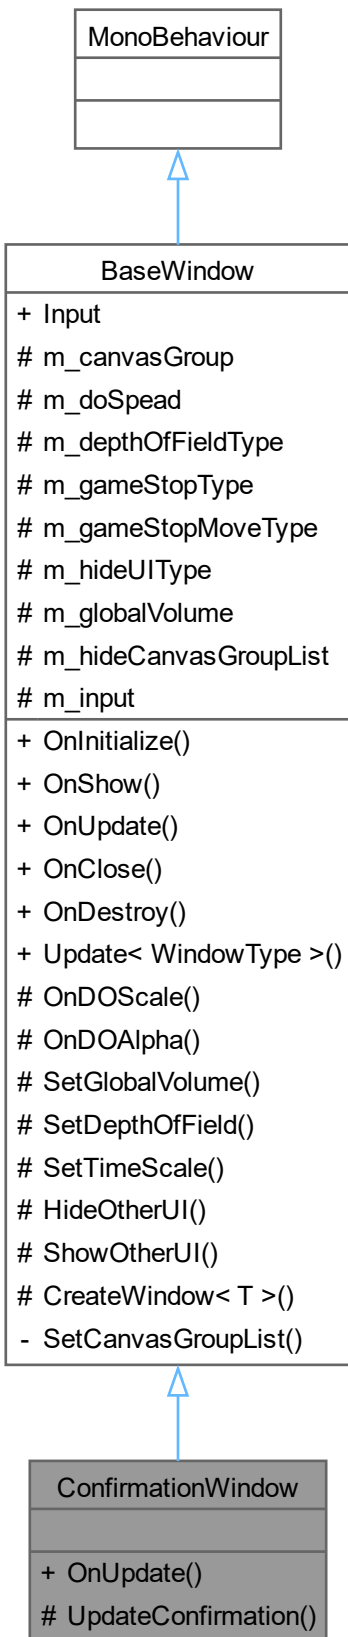 MonoBehaviour
BaseWindow
+ Input
# m_canvasGroup
# m_doSpead
# m_depthOfFieldType
# m_gameStopType
# m_gameStopMoveType
# m_hideUIType
# m_globalVolume
# m_hideCanvasGroupList
# m_input
+ OnInitialize()
+ OnShow()
+ OnUpdate()
+ OnClose()
+ OnDestroy()
+ Update< WindowType >()
# OnDOScale()
# OnDOAlpha()
# SetGlobalVolume()
# SetDepthOfField()
# SetTimeScale()
# HideOtherUI()
# ShowOtherUI()
# CreateWindow< T >()
- SetCanvasGroupList()
ConfirmationWindow
+ OnUpdate()
# UpdateConfirmation()